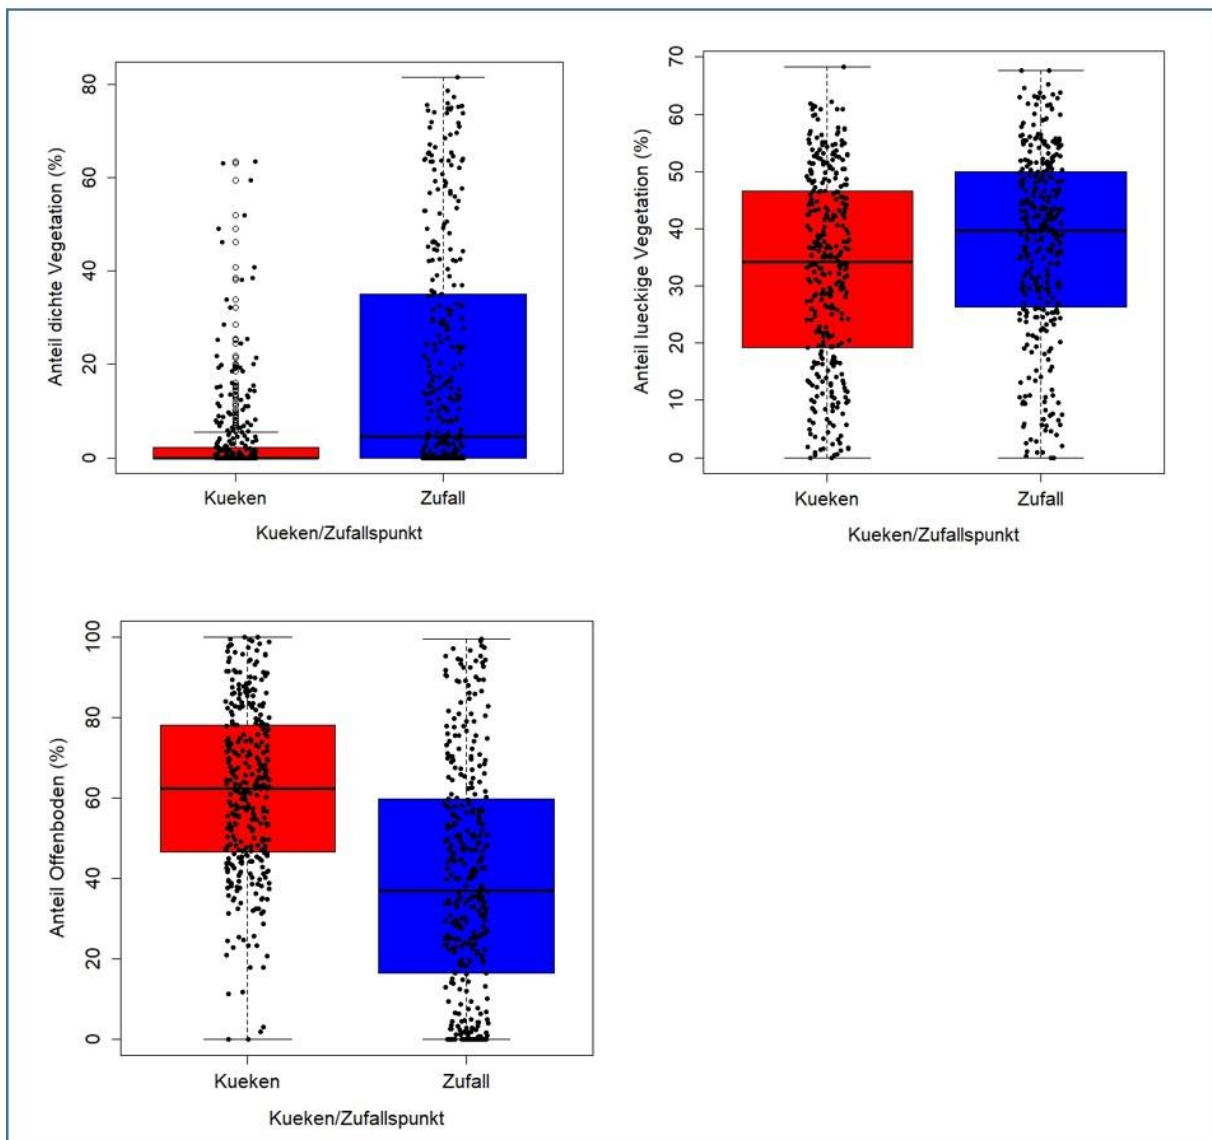 Anteil dichte Vegetation (%)
80
60
40
20
0
Kueken Zufall
Kueken/Zufallspunkt
Anteil lueckige Vegetation (%)
70
60
50
40
30
20
10
0
Kueken Zufall
Kueken/Zufallspunkt
Anteil Offenboden (%)
100
80
60
40
20
0
Kueken Zufall
Kueken/Zufallspunkt